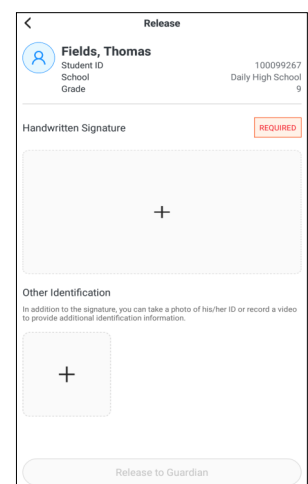 Release
Fields, Thomas
Student ID 100099267
School Daily High School
Grade 9
Handwritten Signature REQUIRED
Other Identification
In addition to the signature, you can take a photo of his/her ID or record a video
to provide additional identification information.
Release to Guardian